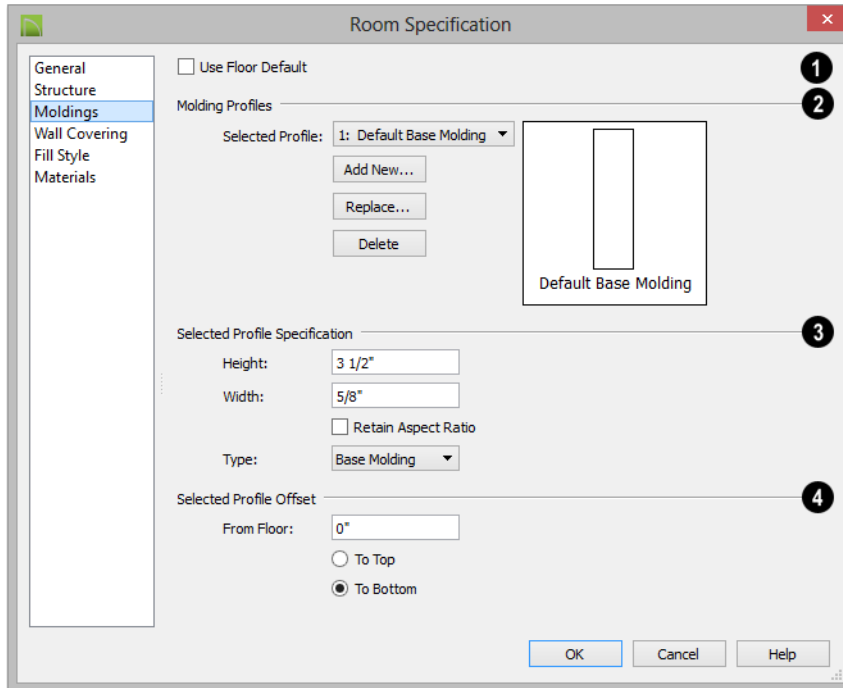 Room Specification
×
General
Structure
Moldings
Wall Covering
Fill Style
Materials
Use Floor Default
1
Molding Profiles
2
Selected Profile: 1: Default Base Molding
Add New...
Replace...
Delete
Default Base Molding
Selected Profile Specification
3
Height: 3 1/2"
Width: 5/8"
Retain Aspect Ratio
Type: Base Molding
Selected Profile Offset
4
From Floor: 0"
To Top
To Bottom
OK Cancel Help